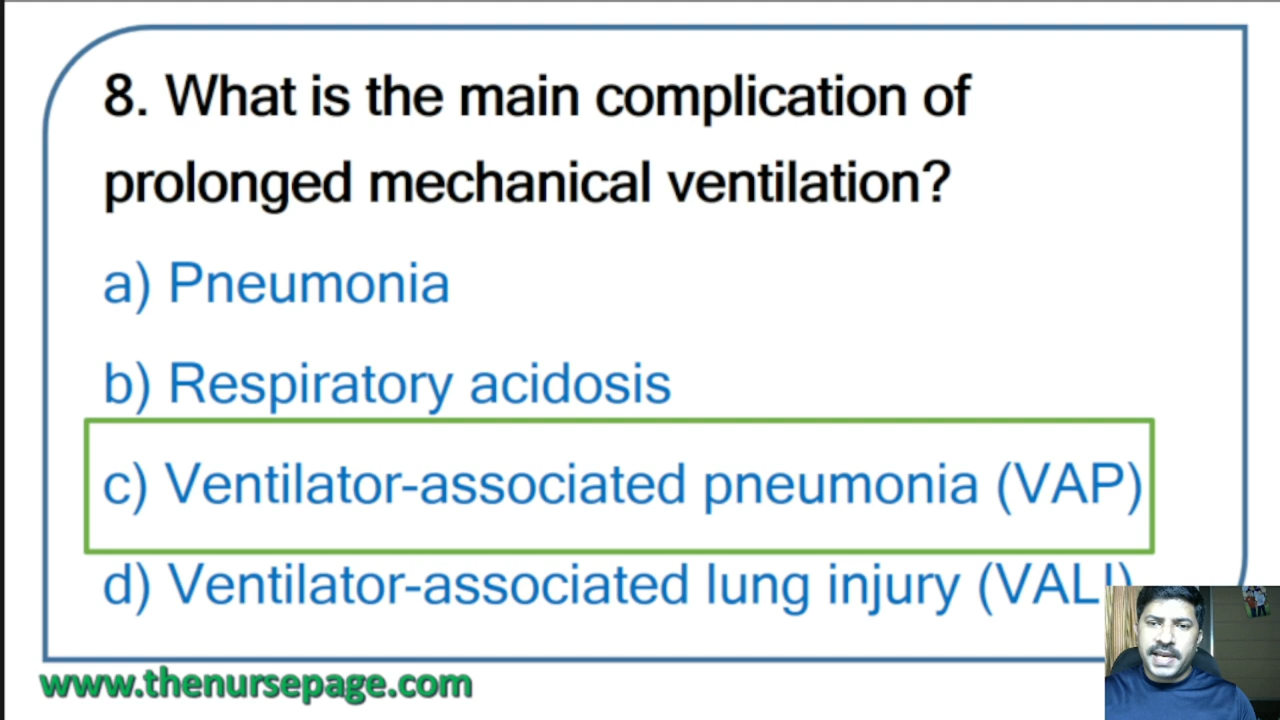 8. What is the main complication of
prolonged mechanical ventilation?
a) Pneumonia
b) Respiratory acidosis
c) Ventilator-associated pneumonia (VAP)
d) Ventilator-associated lung injury (VALI)
www.thenursepage.com